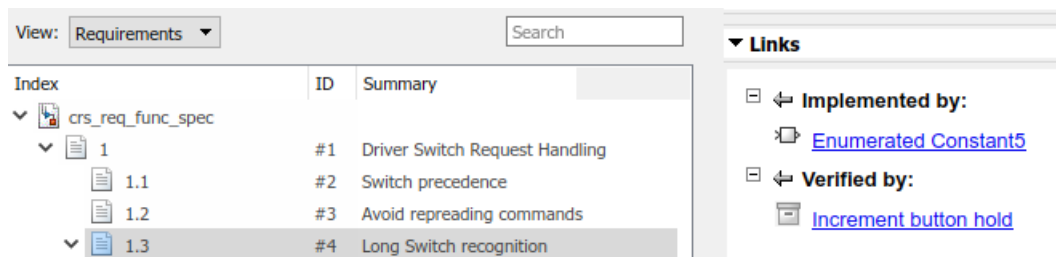 View: Requirements
Search
Index ID Summary
crs_req_func_spec
1 #1 Driver Switch Request Handling
1.1 #2 Switch precedence
1.2 #3 Avoid repreading commands
1.3 #4 Long Switch recognition
Links
Implemented by:
Enumerated Constant5
Verified by:
Increment button hold